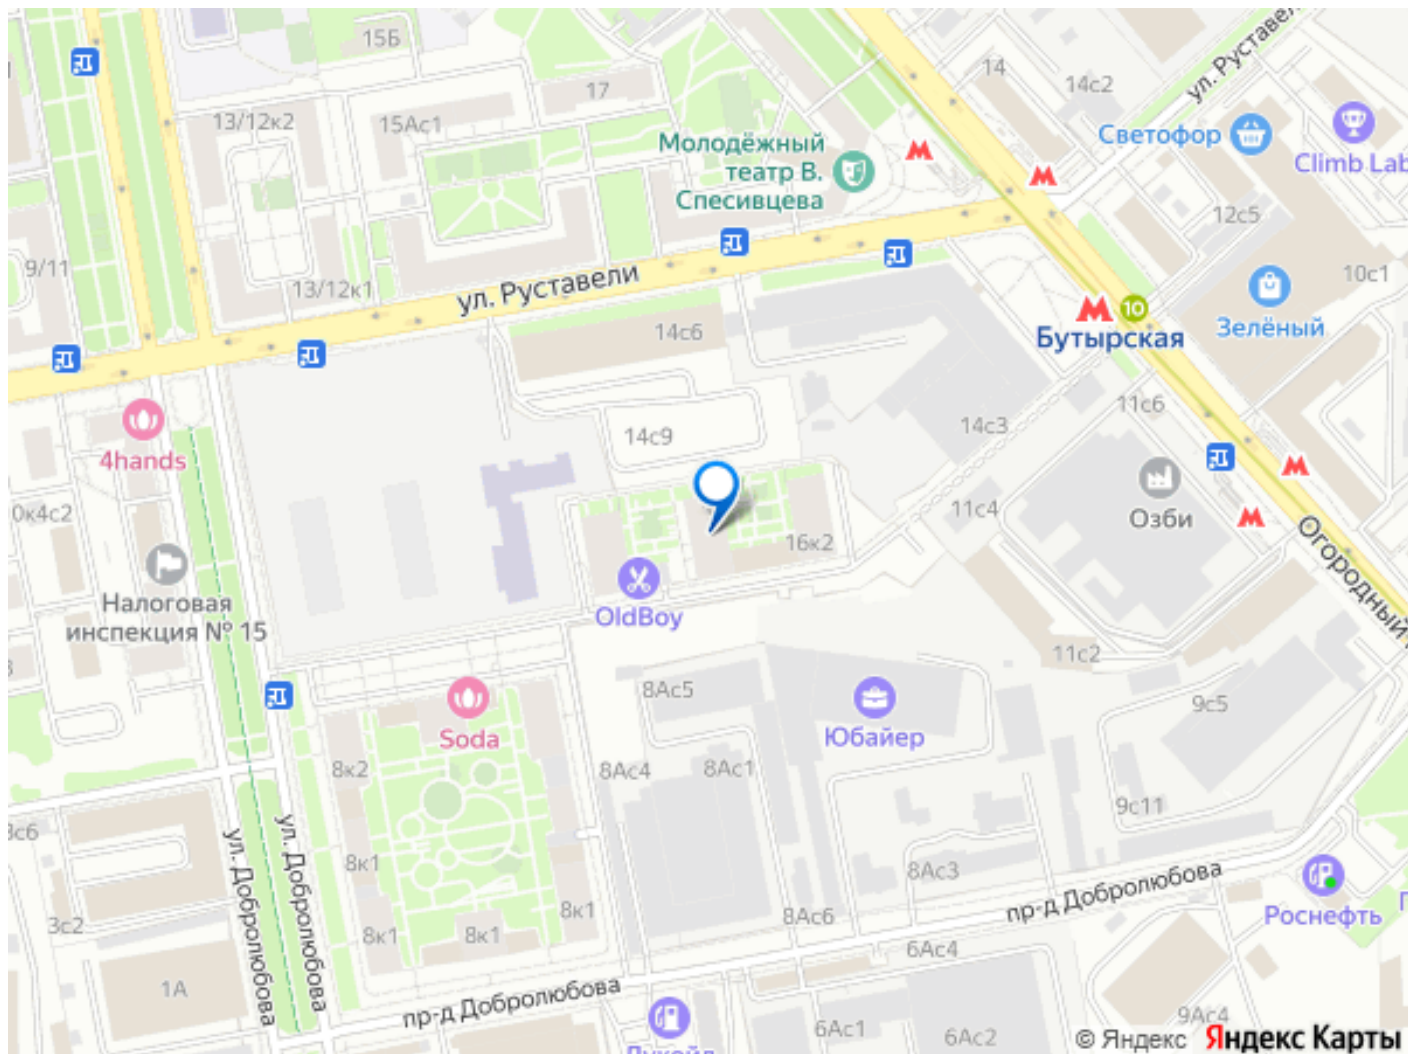 15Б
17
14
14с2
ул. Руставели
13/12к2
15Ас1
Молодёжный
театр В.
Спесивцева
Светофор
Climb Lab
12с5
9/11
13/12к1
ул. Руставели
10с1
14с6
10
Бутырская
Зелёный
11с6
4hands
14с9
14с3
0к4с2
11с4
Озби
16к2
Огородный
Налоговая
инспекция № 15
OldBoy
11с2
8Ас5
9с5
Soda
Юбайер
8к2
8Ас4
8Ас1
9с11
3с6
ул. Добролюбова
ул. Добролюбова
8к1
8Ас3
пр-д Добролюбова
Роснефть
3с2
8к1
8к1
8к1
8Ас6
6Ас4
1А
пр-д Добролюбова
Лукойл
6Ас1
6Ас2
9Ас4
© Яндекс Яндекс Карты